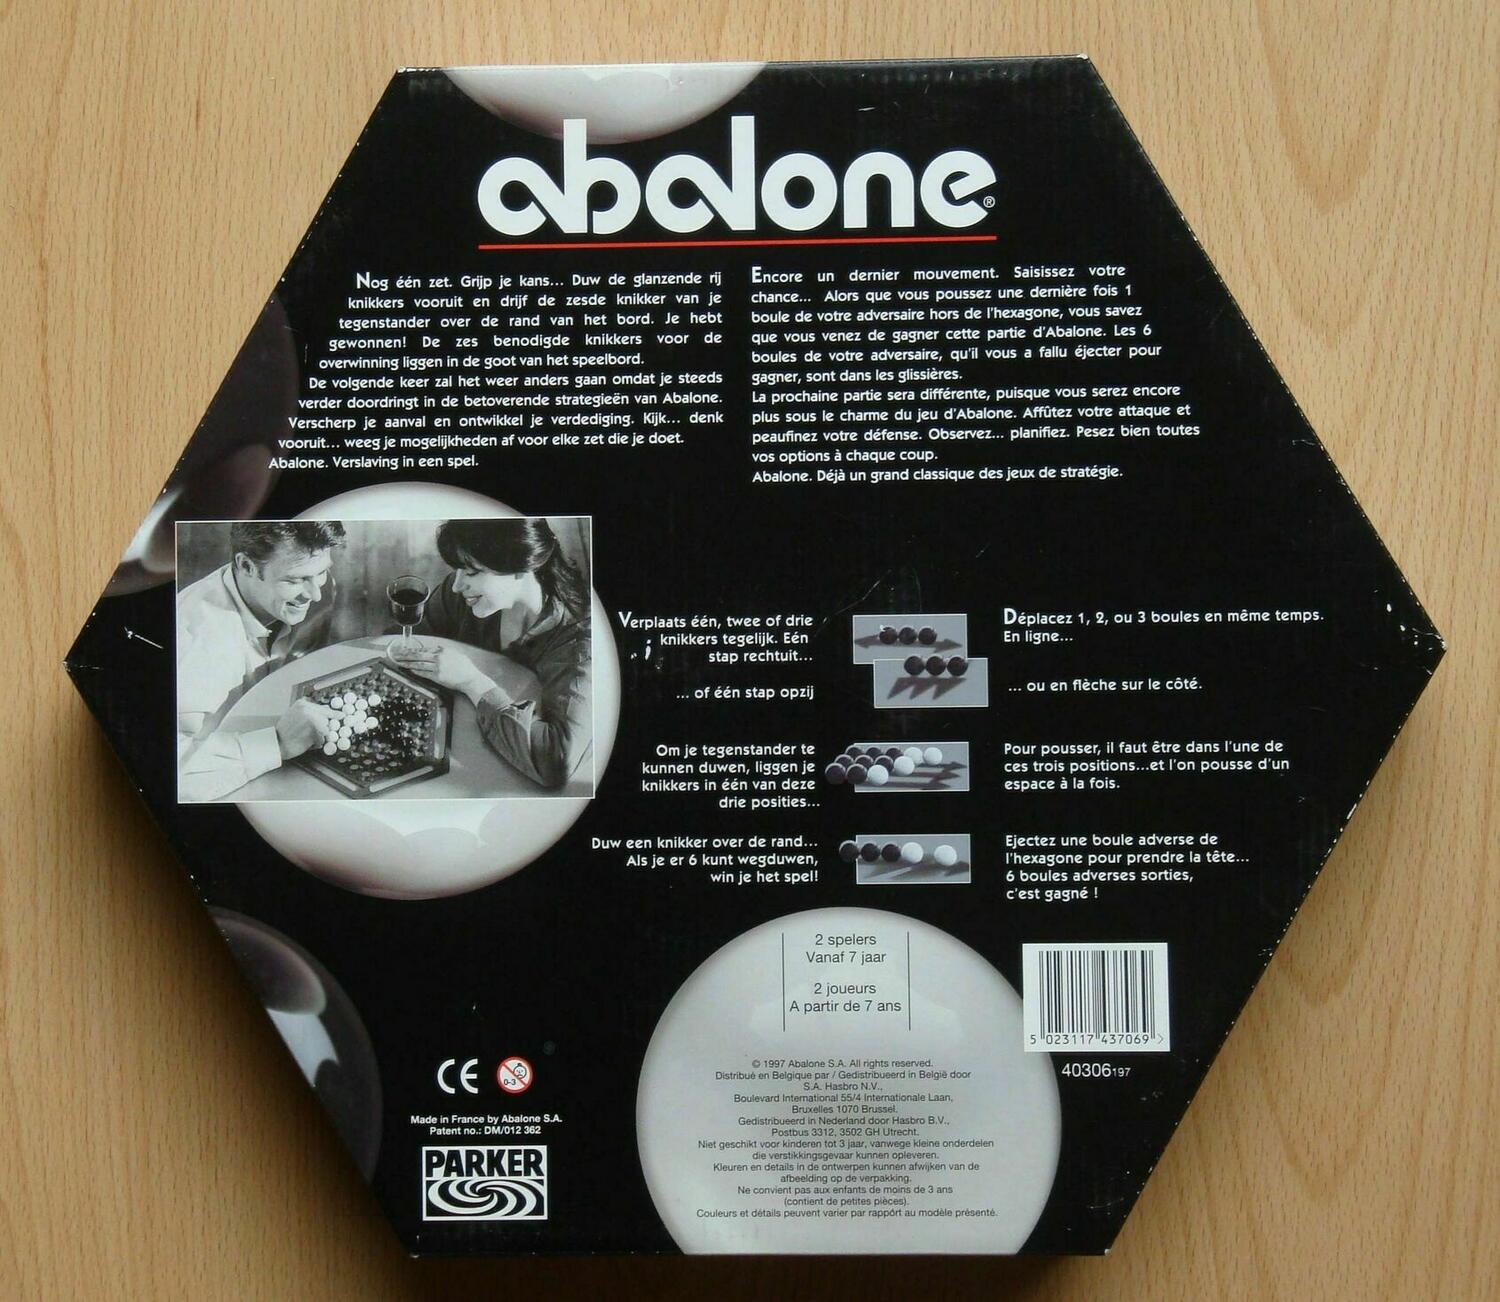 abalone®
Nog één zet. Grijp je kans... Duw de glanzende rij
knikkers vooruit en drijf de zesde knikker van je
tegenstander over de rand van het bord. Je hebt
gewonnen! De zes benodigde knikkers voor de
overwinning liggen in de goot van het speelbord.
De volgende keer zal het weer anders gaan omdat je steeds
verder doordringt in de betoverende strategieën van Abalone.
Verscherp je aanval en ontwikkel je verdediging. Kijk... denk
vooruit... weeg je mogelijkheden af voor elke zet die je doet.
Abalone. Verslaving in een spel.
Encore un dernier mouvement. Saisissez votre
chance... Alors que vous poussez une dernière fois 1
boule de votre adversaire hors de l'hexagone, vous savez
que vous venez de gagner cette partie d'Abalone. Les 6
boules de votre adversaire, qu'il vous a fallu éjecter pour
gagner, sont dans les glissières.
La prochaine partie sera différente, puisque vous serez encore
plus sous le charme du jeu d'Abalone. Affûtez votre attaque et
peaufinez votre défense. Observez... planifiez. Pesez bien toutes
vos options à chaque coup.
Abalone. Déjà un grand classique des jeux de stratégie.
Verplaats één, twee of drie
knikkers tegelijk. Eén
stap rechtuit...
... of één stap opzij
Déplacez 1, 2, ou 3 boules en même temps.
En ligne...
... ou en flèche sur le côté.
Om je tegenstander te
kunnen duwen, liggen je
knikkers in één van deze
drie posities...
Pour pousser, il faut être dans l'une de
ces trois positions...et l'on pousse d'un
espace à la fois.
Duw een knikker over de rand...
Als je er 6 kunt wegduwen,
win je het spel!
Ejectez une boule adverse de
l'hexagone pour prendre la tête...
6 boules adverses sorties,
c'est gagné !
2 spelers
Vanaf 7 jaar
2 joueurs
A partir de 7 ans
5 023117 437069 >
40306197
CE
0-3
Made in France by Abalone S.A.
Patent no.: DM/012 362
PARKER
© 1997 Abalone S.A. All rights reserved.
Distribué en Belgique par / Gedistribueerd in België door
S.A. Hasbro N.V.,
Boulevard International 55/4 Internationale Laan,
Bruxelles 1070 Brussel.
Gedistribueerd in Nederland door Hasbro B.V.,
Postbus 3312, 3502 GH Utrecht.
Niet geschikt voor kinderen tot 3 jaar, vanwege kleine onderdelen
die verstikkingsgevaar kunnen opleveren.
Kleuren en details in de ontwerpen kunnen afwijken van de
afbeelding op de verpakking.
Ne convient pas aux enfants de moins de 3 ans
(contient de petites pièces).
Couleurs et détails peuvent varier par rappórt au modèle présenté.